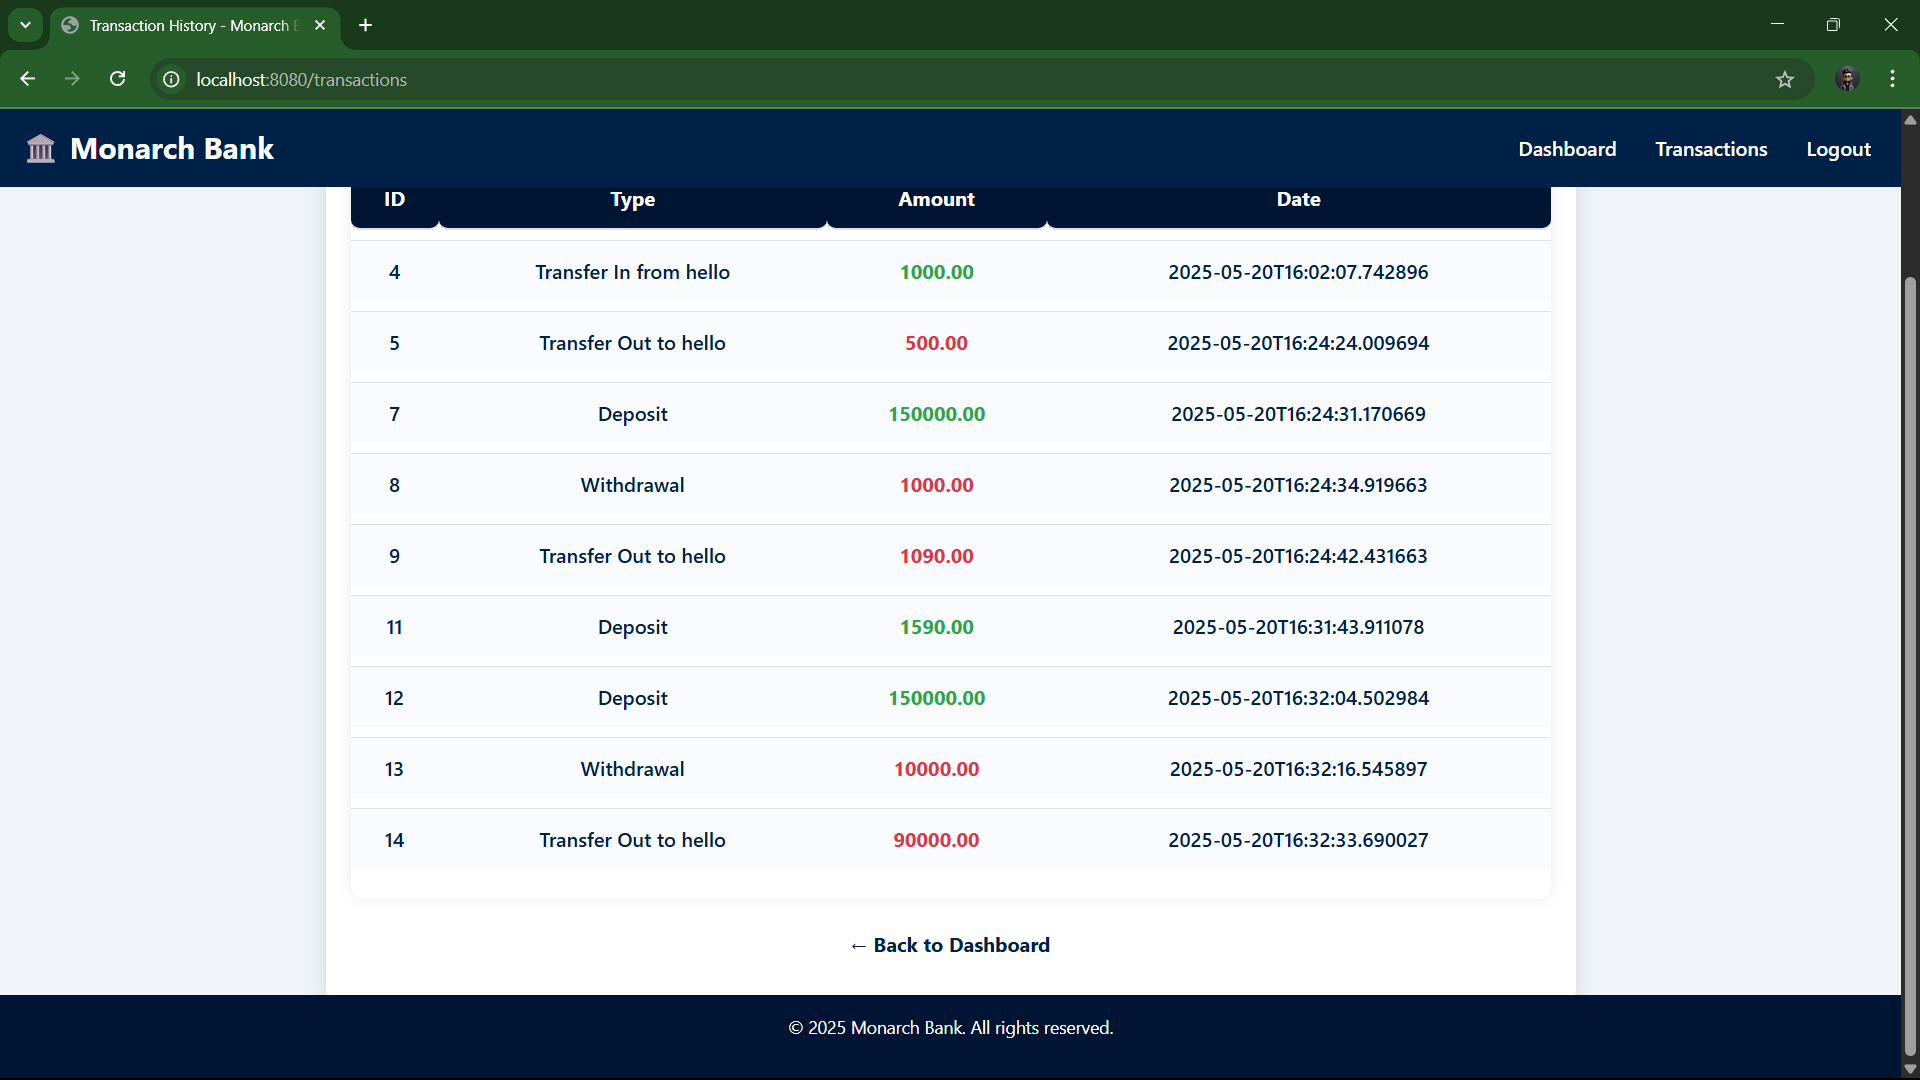 Transaction History - Monarch B
localhost:8080/transactions
Monarch Bank
Dashboard Transactions Logout
ID Type Amount Date
4 Transfer In from hello 1000.00 2025-05-20T16:02:07.742896
5 Transfer Out to hello 500.00 2025-05-20T16:24:24.009694
7 Deposit 150000.00 2025-05-20T16:24:31.170669
8 Withdrawal 1000.00 2025-05-20T16:24:34.919663
9 Transfer Out to hello 1090.00 2025-05-20T16:24:42.431663
11 Deposit 1590.00 2025-05-20T16:31:43.911078
12 Deposit 150000.00 2025-05-20T16:32:04.502984
13 Withdrawal 10000.00 2025-05-20T16:32:16.545897
14 Transfer Out to hello 90000.00 2025-05-20T16:32:33.690027
← Back to Dashboard
© 2025 Monarch Bank. All rights reserved.